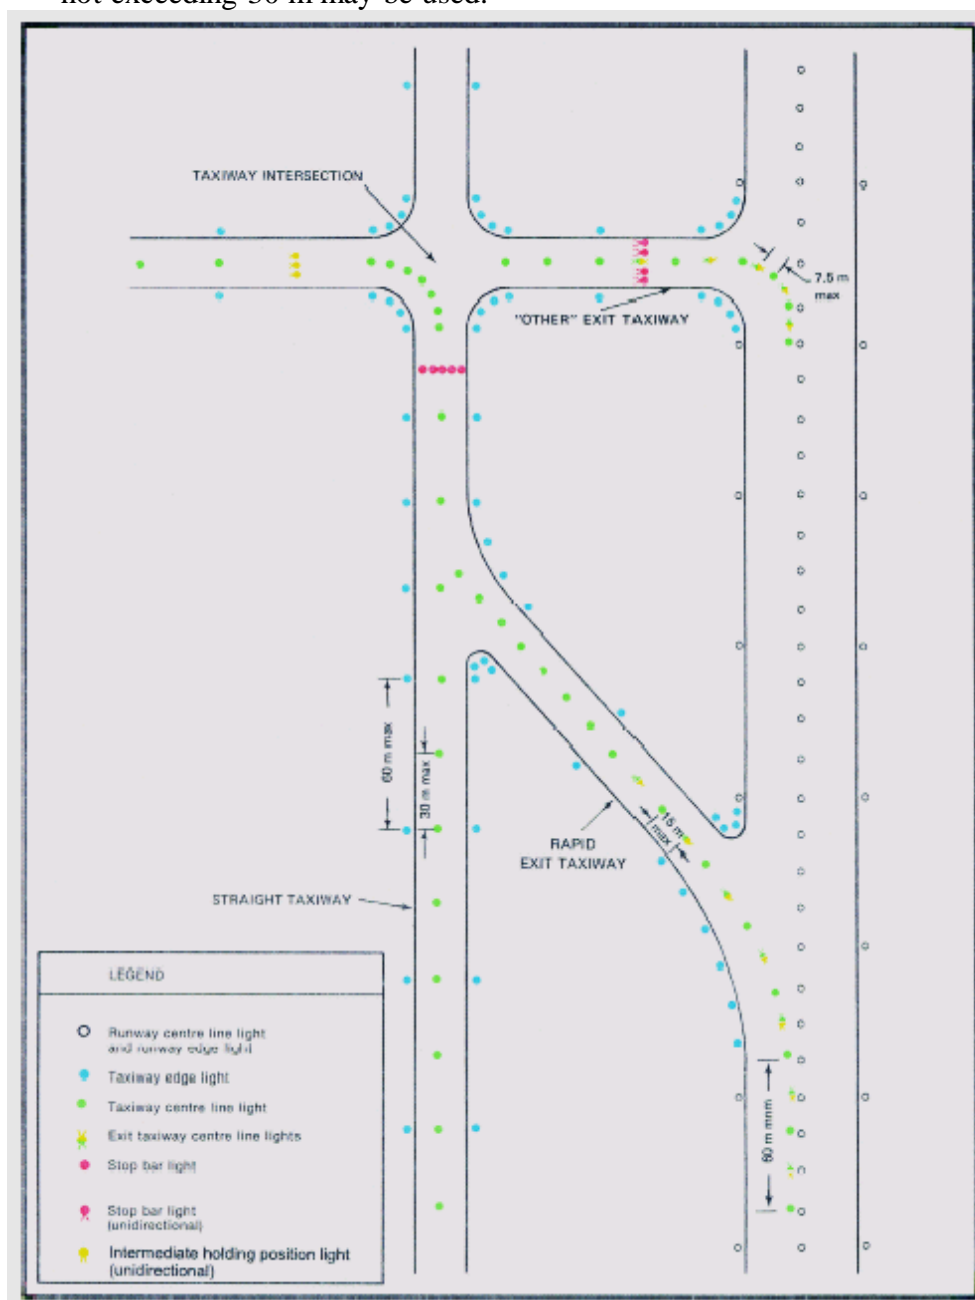 not exceeding 30 m may be used.
TAXIWAY INTERSECTION
7.5 m
max
"OTHER" EXIT TAXIWAY
60 m max
30 m max
15 m
max
RAPID
EXIT TAXIWAY
STRAIGHT TAXIWAY
60 m
LEGEND
Runway centre line light
and runway edge light
Taxiway edge light
Taxiway centre line light
Exit taxiway centre line lights
Stop bar light
Stop bar light
(unidirectional)
Intermediate holding position light
(unidirectional)